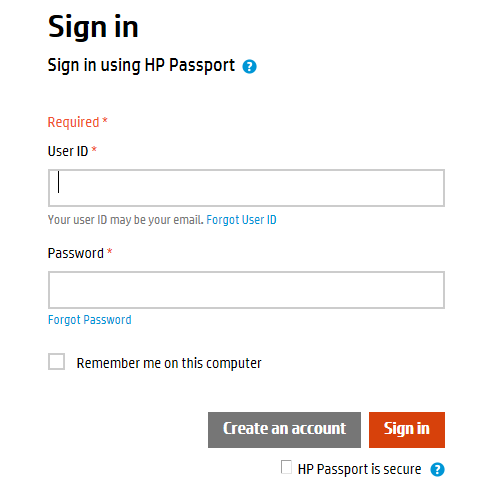 Sign in
Sign in using HP Passport ?
Required *
User ID *
Your user ID may be your email. Forgot User ID
Password *
Forgot Password
Remember me on this computer
Create an account Sign in
HP Passport is secure ?